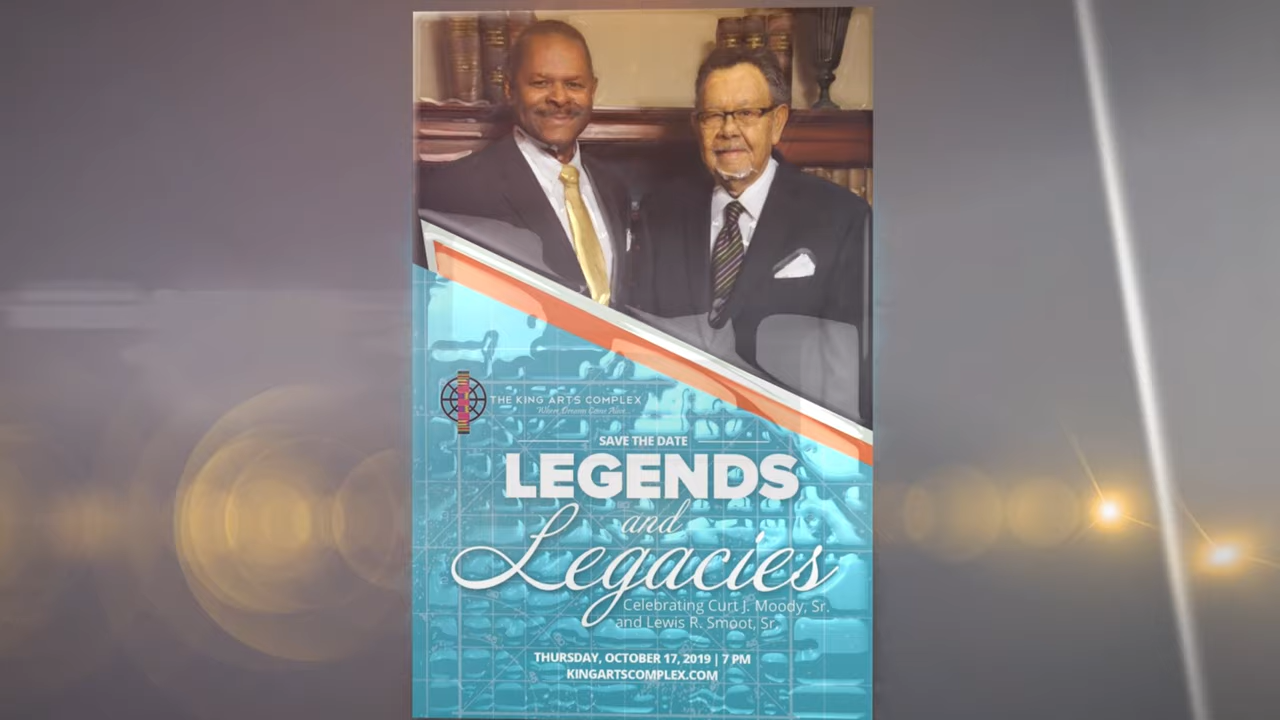 THE KING ARTS COMPLEX
Where Dreams Come Alive...
SAVE THE DATE
LEGENDS
and
Legacies
Celebrating Curt J. Moody, Sr.
and Lewis R. Smoot, Sr.
THURSDAY, OCTOBER 17, 2019 | 7 PM
KINGARTSCOMPLEX.COM